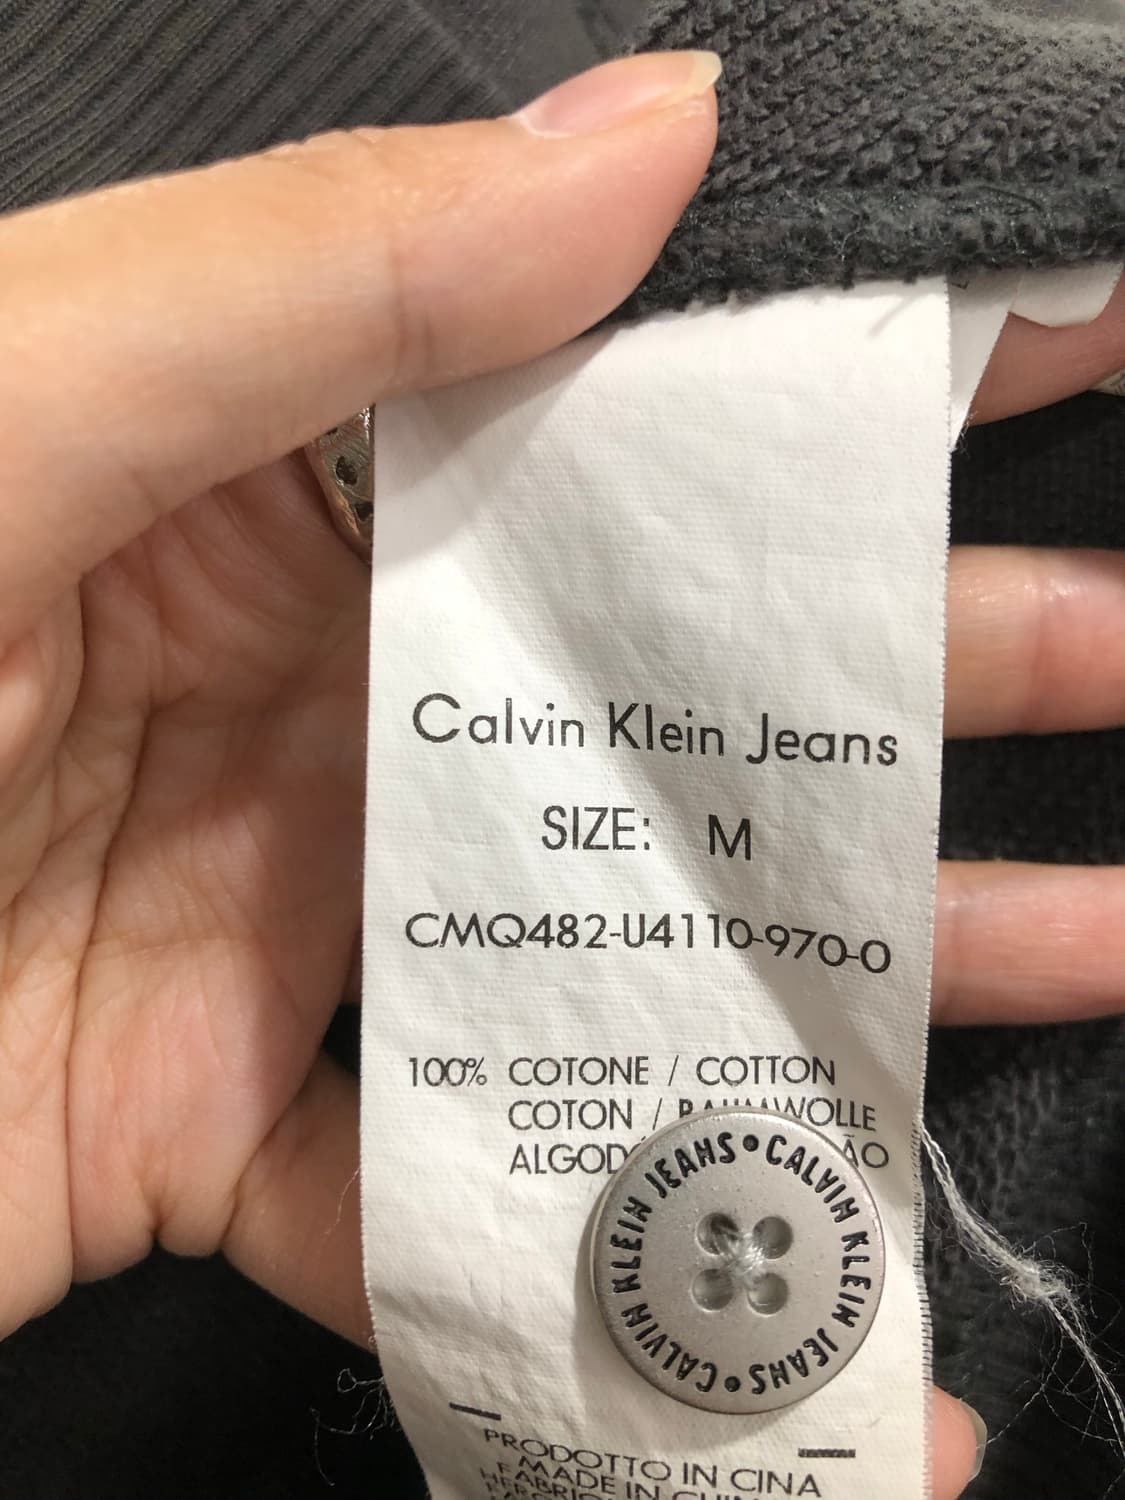 Calvin Klein Jeans
SIZE: M
CMQ482-U4110-970-0
100% COTONE / COTTON
COTON /
CALVIN KLEIN JEANS • CALVIN KLEIN JEANS •
PRODOTTO IN CINA
MADE IN